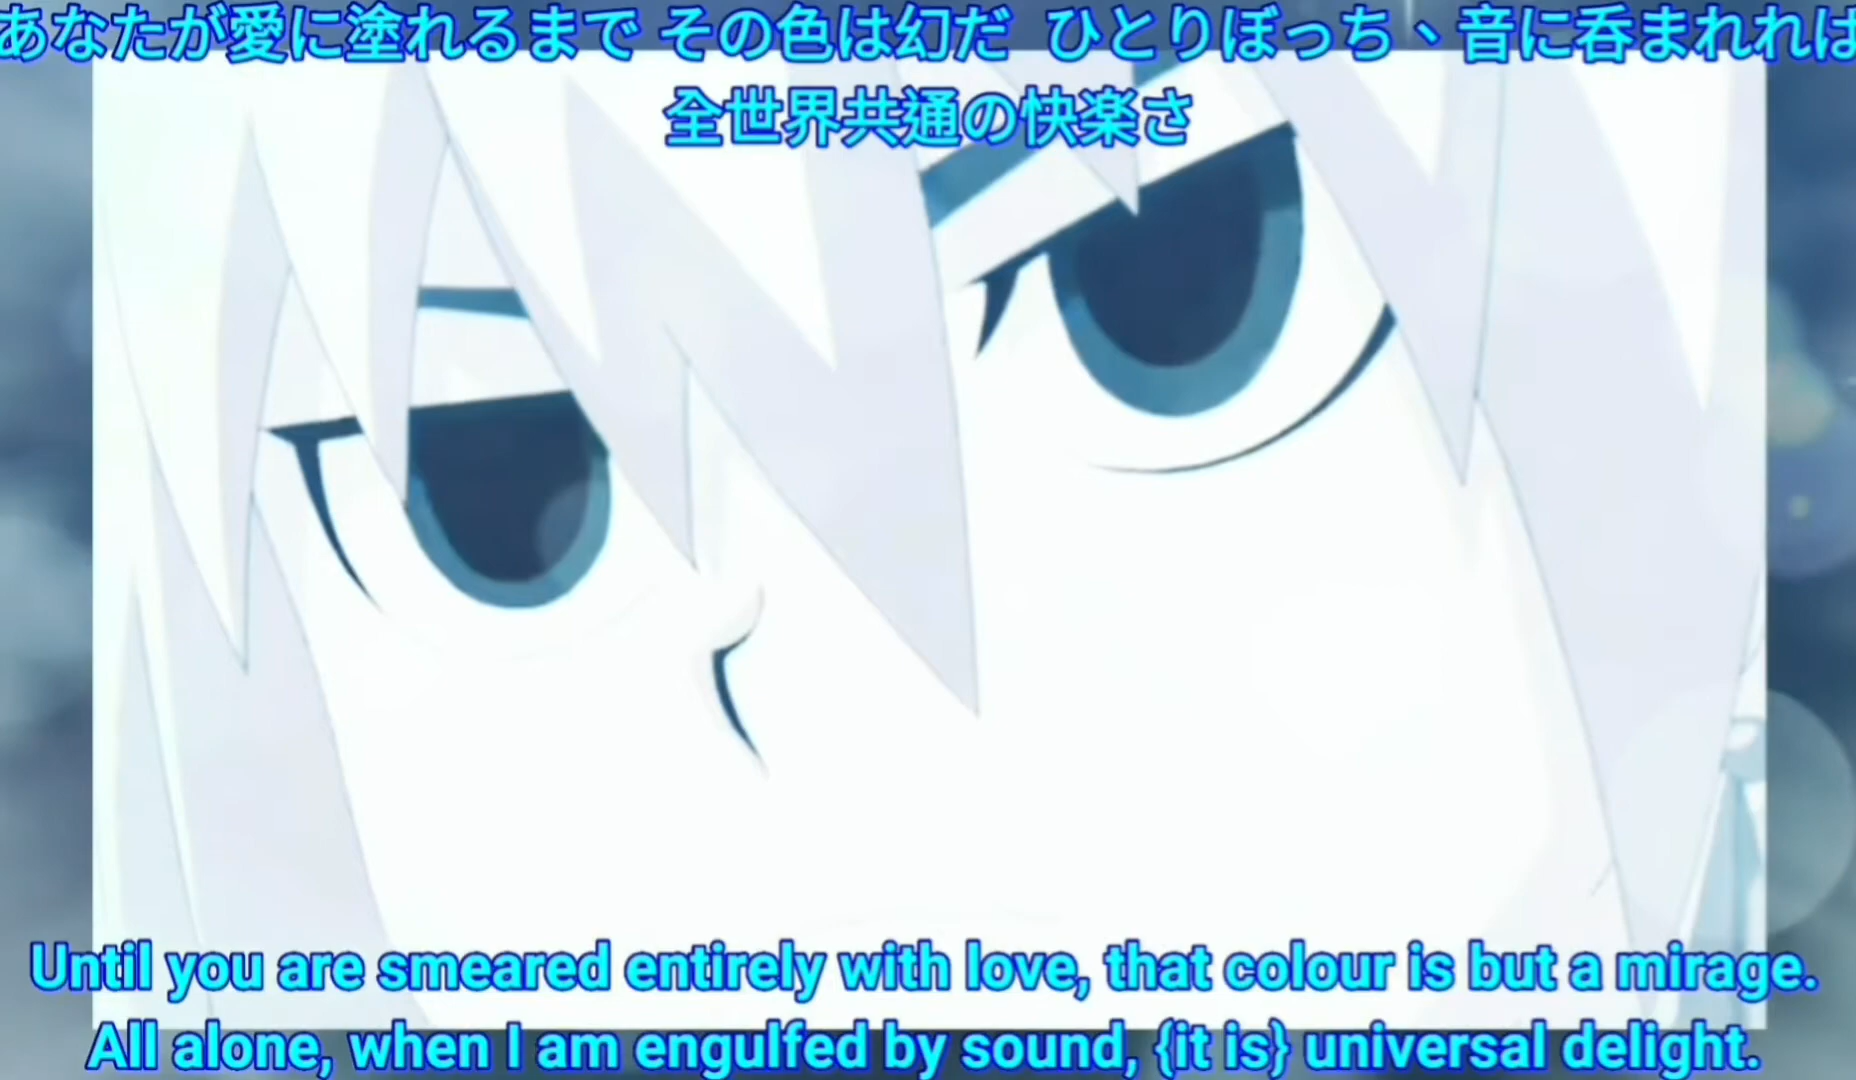 あなたが愛に塗れるまで その色は幻だ ひとりぼっち、音に呑まれれば
全世界共通の快楽さ
Until you are smeared entirely with love, that colour is but a mirage.
All alone, when I am engulfed by sound, {it is} universal delight.